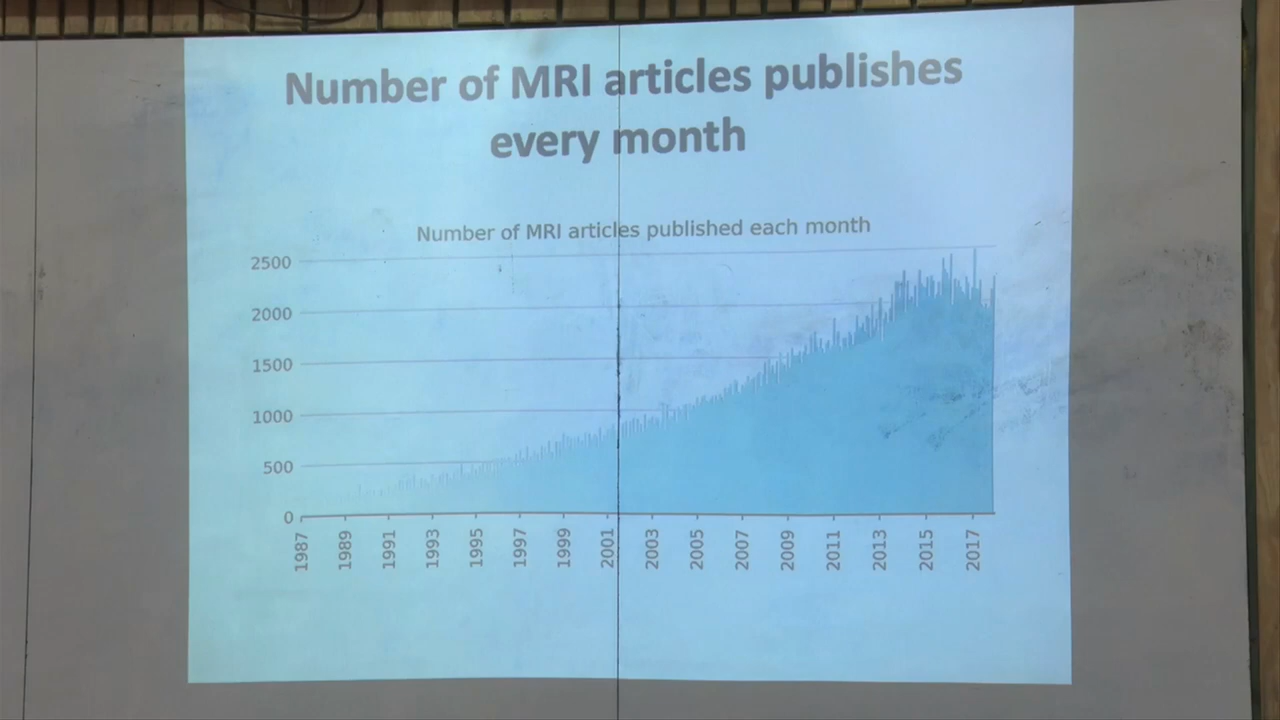 Number of MRI articles publishes
every month
Number of MRI articles published each month
2500
2000
1500
1000
500
0
1987 1989 1991 1993 1995 1997 1999 2001 2003 2005 2007 2009 2011 2013 2015 2017